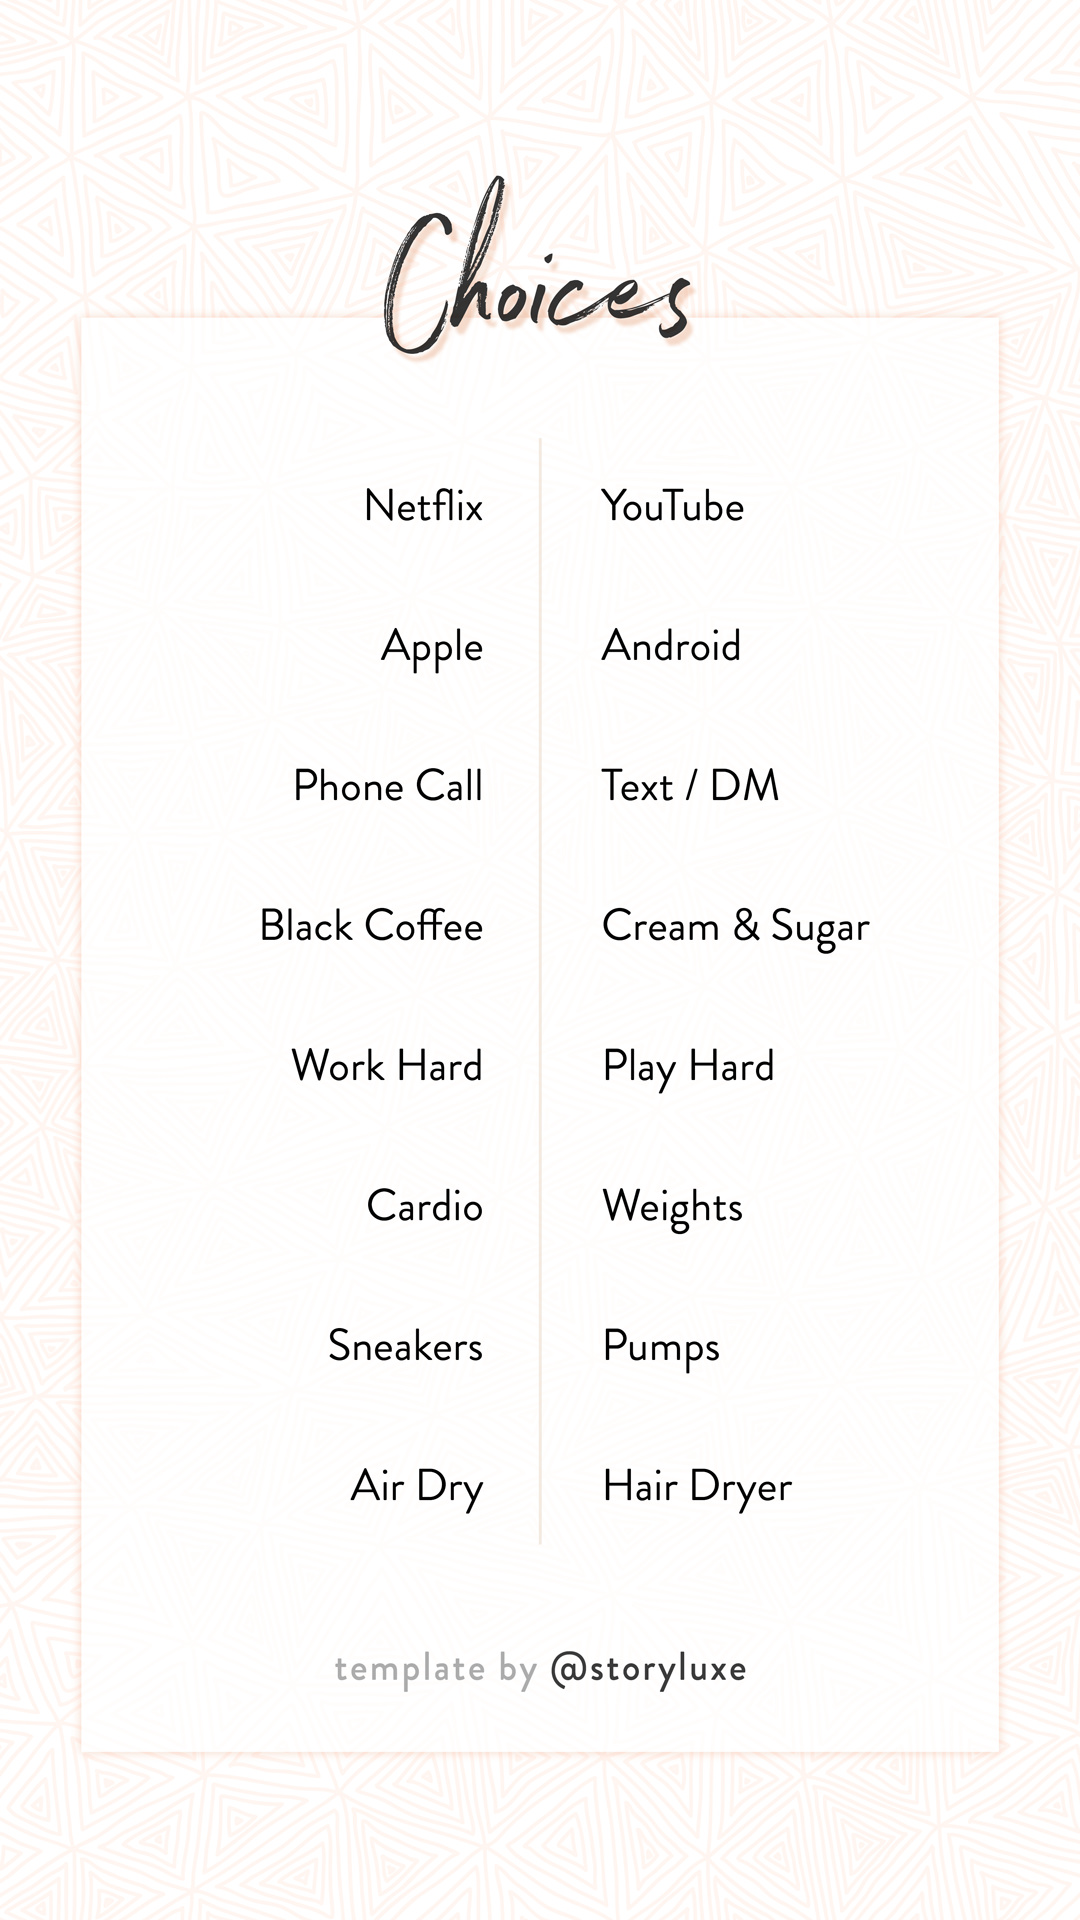 Choices
Netflix YouTube
Apple Android
Phone Call Text / DM
Black Coffee Cream & Sugar
Work Hard Play Hard
Cardio Weights
Sneakers Pumps
Air Dry Hair Dryer
template by @storyluxe